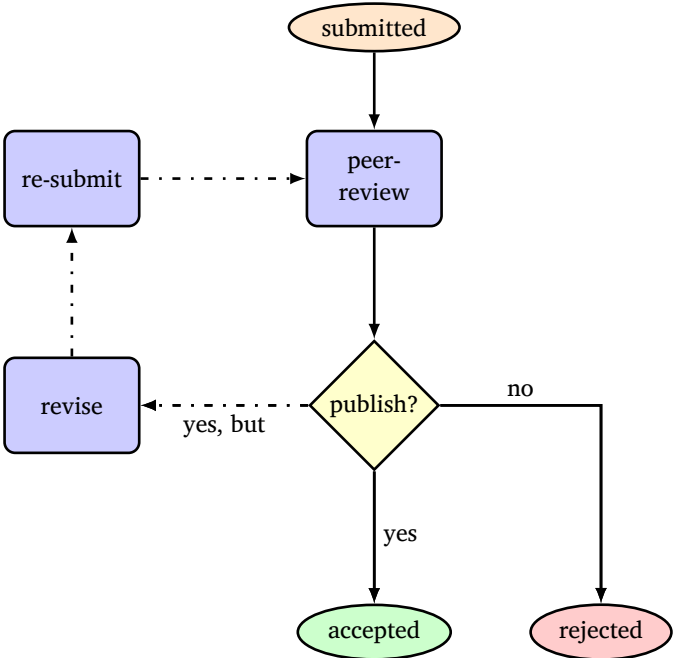 submitted
re-submit
peer-
review
revise
publish?
no
yes, but
yes
accepted
rejected